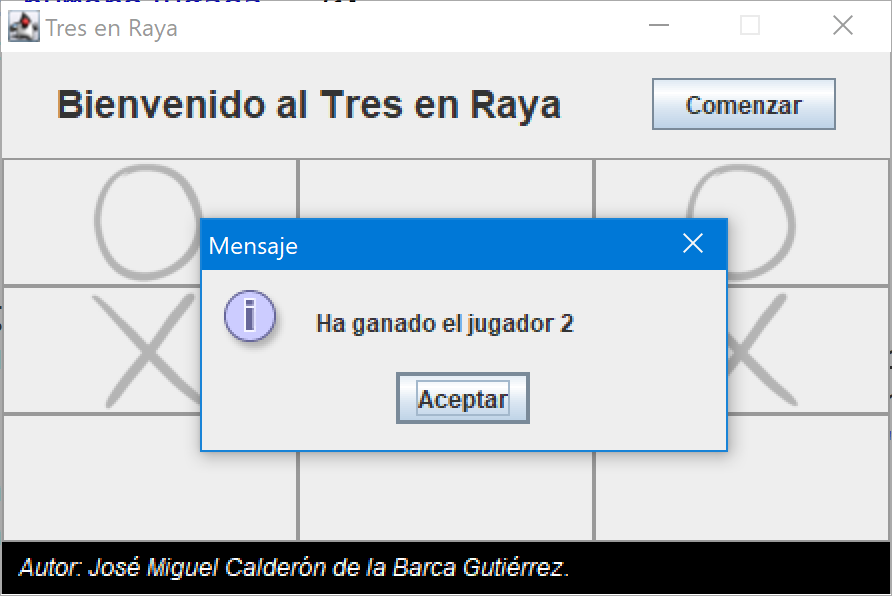 Tres en Raya
Bienvenido al Tres en Raya
Comenzar
Mensaje
Ha ganado el jugador 2
Aceptar
Autor: José Miguel Calderón de la Barca Gutiérrez.